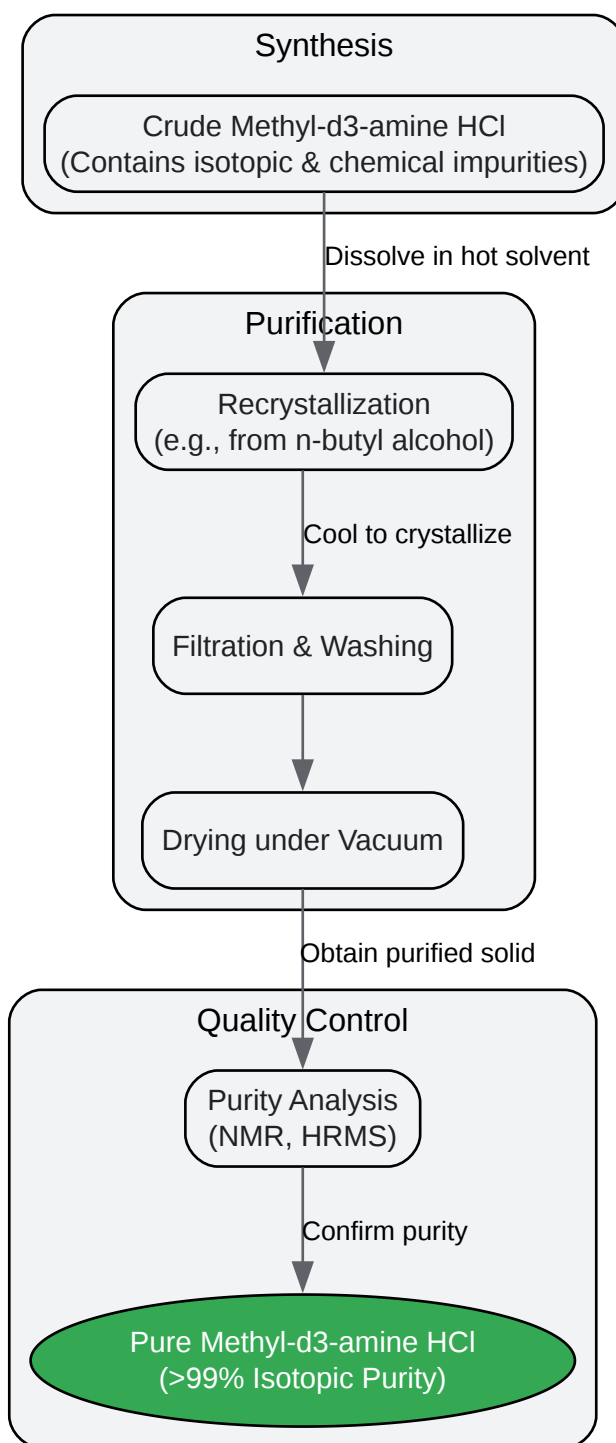 Synthesis
Crude Methyl-d3-amine HCl
(Contains isotopic & chemical impurities)
Dissolve in hot solvent
Purification
Recrystallization
(e.g., from n-butyl alcohol)
Cool to crystallize
Filtration & Washing
Drying under Vacuum
Obtain purified solid
Quality Control
Purity Analysis
(NMR, HRMS)
Confirm purity
Pure Methyl-d3-amine HCl
(>99% Isotopic Purity)